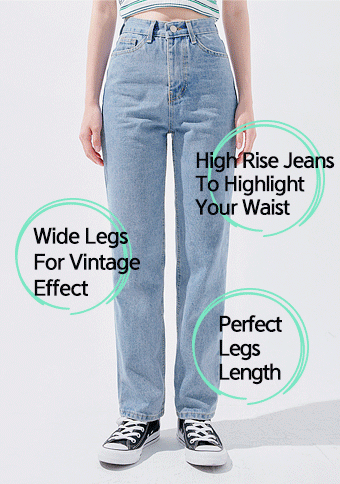 High Rise Jeans
To Highlight
Your Waist
Wide Legs
For Vintage
Effect
Perfect
Legs
Length